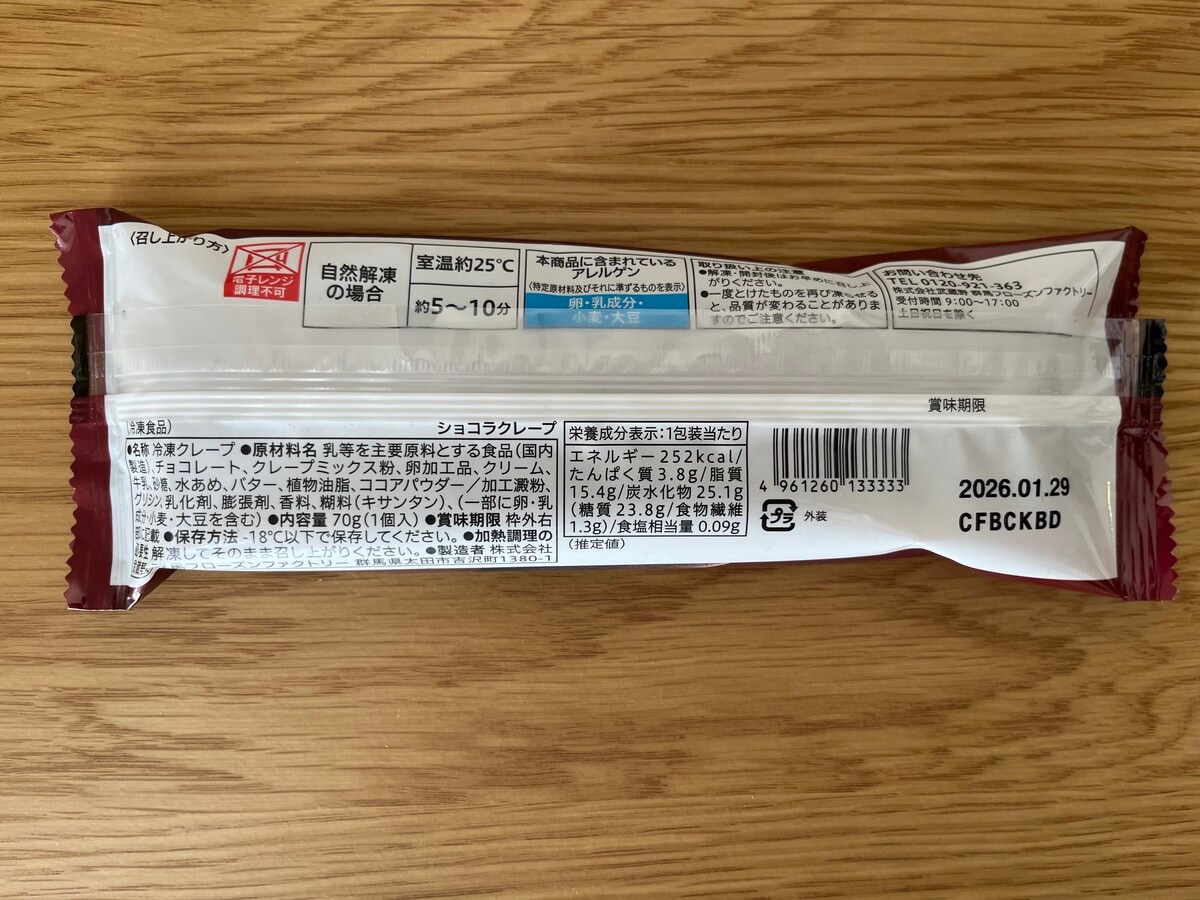 〈召し上がり方〉
電子レンジ
調理不可
自然解凍
の場合
室温約25℃
約5〜10分
本商品に含まれている
アレルゲン
(特定原材料及びそれに準ずるものを表示)
卵・乳成分・
小麦・大豆
取り扱い上の注意
●解凍・開封後はお早めに召し上
がりください。
●一度とけたものを再び凍らせる
と、品質が変わることがありま
すのでご注意ください。
お問い合わせ先
TEL 0120-921-363
株式会社武蔵野 群馬フローズンファクトリー
受付時間 9:00〜17:00
土日祝日を除く
賞味期限
(冷凍食品)
ショコラクレープ
●名称 冷凍クレープ ●原材料名 乳等を主要原料とする食品(国内
製造)、チョコレート、クレープミックス粉、卵加工品、クリーム、
牛乳、砂糖、水あめ、バター、植物油脂、ココアパウダー/加工澱粉、
グリシン、乳化剤、膨張剤、香料、糊料(キサンタン)、(一部に卵・乳
成分・小麦・大豆を含む) ●内容量 70g(1個入) ●賞味期限 枠外右
部に記載 ●保存方法 -18℃以下で保存してください。 ●加熱調理の
必要性 解凍してそのまま召し上がりください。 ●製造者 株式会社
フローズンファクトリー 群馬県太田市吉沢町1380-1
栄養成分表示:1包装当たり
エネルギー 252kcal/
たんぱく質 3.8g/脂質
15.4g/炭水化物 25.1g
(糖質 23.8g/食物繊維
1.3g)/食塩相当量 0.09g
(推定値)
4 961260 133333
プラ
外装
2026.01.29
CFBCKBD